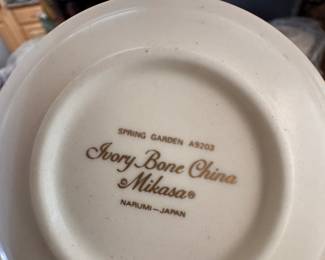 SPRING GARDEN A9203
Ivory Bone China
Mikasa®
NARUMI—JAPAN